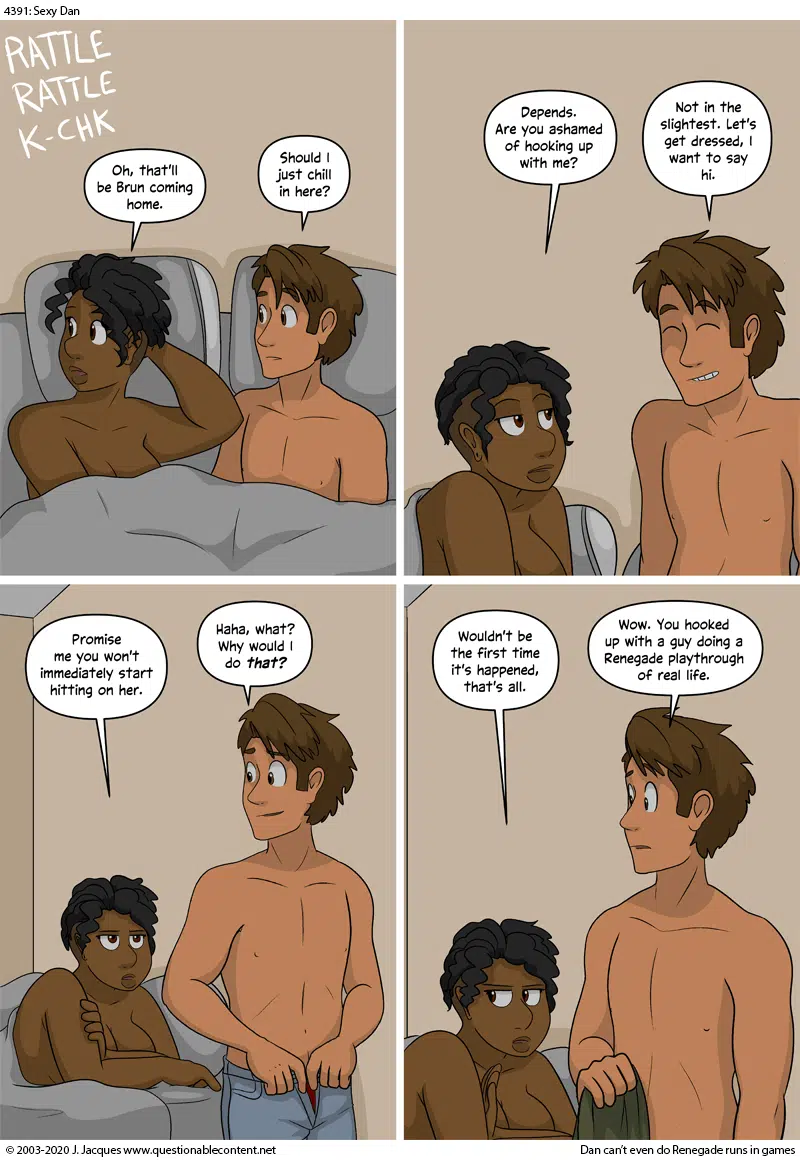 4391: Sexy Dan
RATTLE
RATTLE
K-CHK
Oh, that'll
be Brun coming
home.
Should I
just chill
in here?
Depends.
Are you ashamed
of hooking up
with me?
Not in the
slightest. Let's
get dressed, I
want to say
hi.
Promise
me you won't
immediately start
hitting on her.
Haha, what?
Why would I
do that?
Wouldn't be
the first time
it's happened,
that's all.
Wow. You hooked
up with a guy doing a
Renegade playthrough
of real life.
© 2003-2020 J. Jacques www.questionablecontent.net
Dan can't even do Renegade runs in games